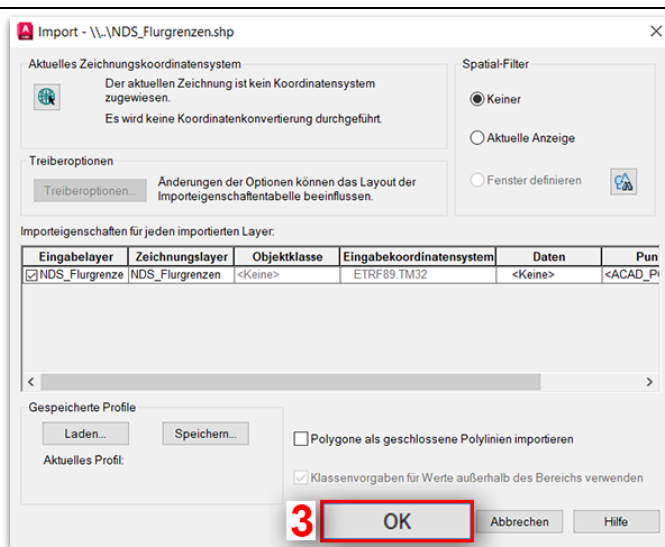 Import - \\..\NDS_Flurgrenzen.shp
Aktuelles Zeichnungskoordinatensystem
Der aktuellen Zeichnung ist kein Koordinatensystem
zugewiesen.
Es wird keine Koordinatenkonvertierung durchgeführt.
Spatial-Filter
Keiner
Aktuelle Anzeige
Fenster definieren
Treiberoptionen
Treiberoptionen...
Änderungen der Optionen können das Layout der
Importeigenschaftentabelle beeinflussen.
Importeigenschaften für jeden importierten Layer:
Eingabelayer Zeichnungslayer Objektklasse Eingabekoordinatensystem Daten Pun
NDS_Flurgrenze NDS_Flurgrenzen <Keine> ETRF89.TM32 <Keine> <ACAD_P
Gespeicherte Profile
Laden... Speichern...
Aktuelles Profil:
Polygone als geschlossene Polylinien importieren
Klassenvorgaben für Werte außerhalb des Bereichs verwenden
3 OK Abbrechen Hilfe